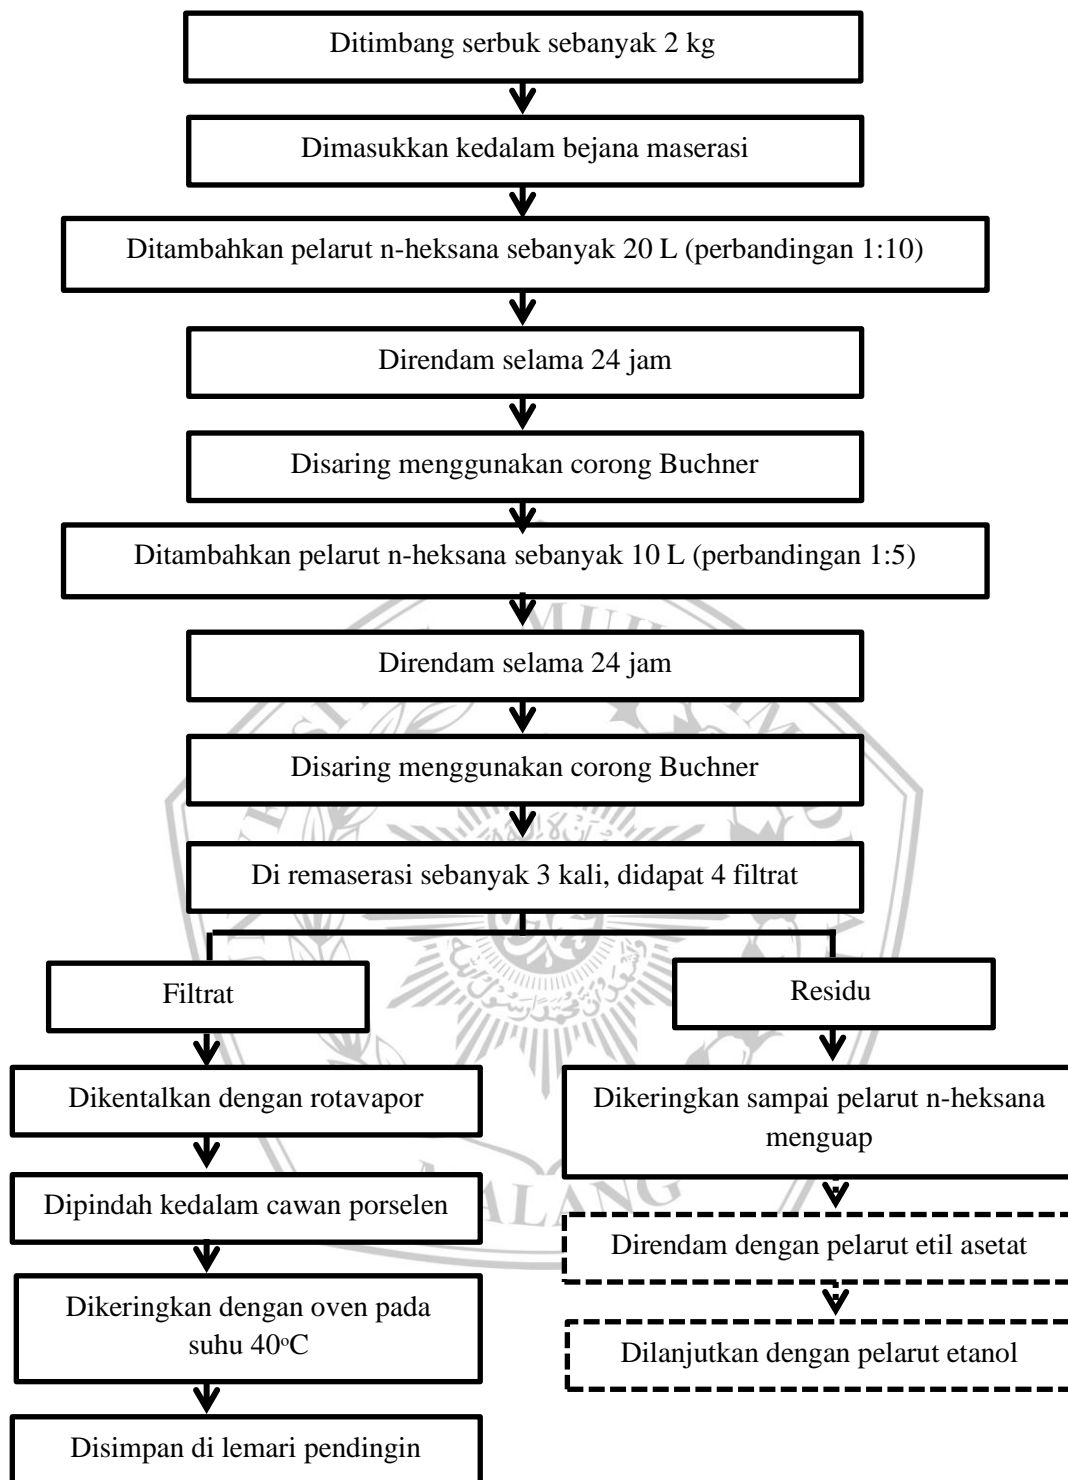 Ditimbang serbuk sebanyak 2 kg
Dimasukkan kedalam bejana maserasi
Ditambahkan pelarut n-heksana sebanyak 20 L (perbandingan 1:10)
Direndam selama 24 jam
Disaring menggunakan corong Buchner
Ditambahkan pelarut n-heksana sebanyak 10 L (perbandingan 1:5)
Direndam selama 24 jam
Disaring menggunakan corong Buchner
Di remaserasi sebanyak 3 kali, didapat 4 filtrat
Filtrat
Dikentalkan dengan rotavapor
Dipindah kedalam cawan porselen
Dikeringkan dengan oven pada
suhu 40°C
Disimpan di lemari pendingin
Residu
Dikeringkan sampai pelarut n-heksana
menguap
Direndam dengan pelarut etil asetat
Dilanjutkan dengan pelarut etanol
MALANG